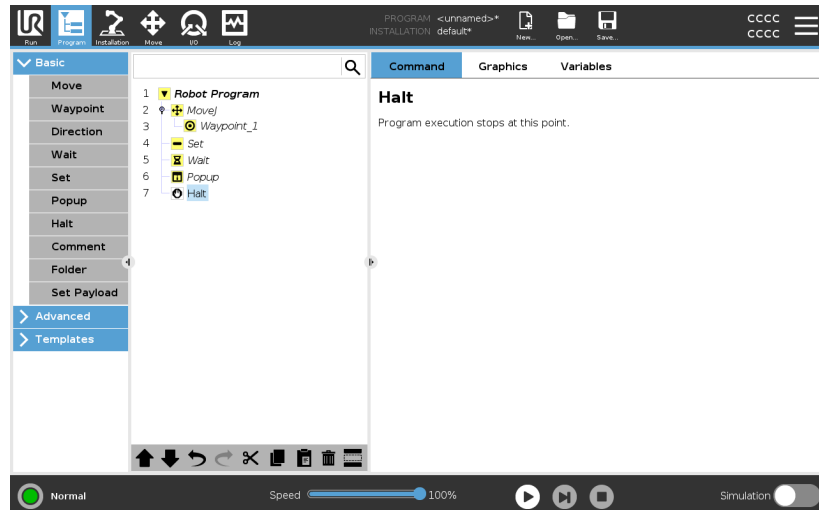 UR
PROGRAM <unnamed>*
INSTALLATION default*
cccc
cccc
Run
Program
Installation
Move
I/O
Log
New...
Open...
Save...
Basic
Move
Waypoint
Direction
Wait
Set
Popup
Halt
Comment
Folder
Set Payload
Advanced
Templates
1 Robot Program
2 MoveJ
3 Waypoint_1
4 Set
5 Wait
6 Popup
7 Halt
Command Graphics Variables
Halt
Program execution stops at this point.
Normal
Speed 100%
Simulation